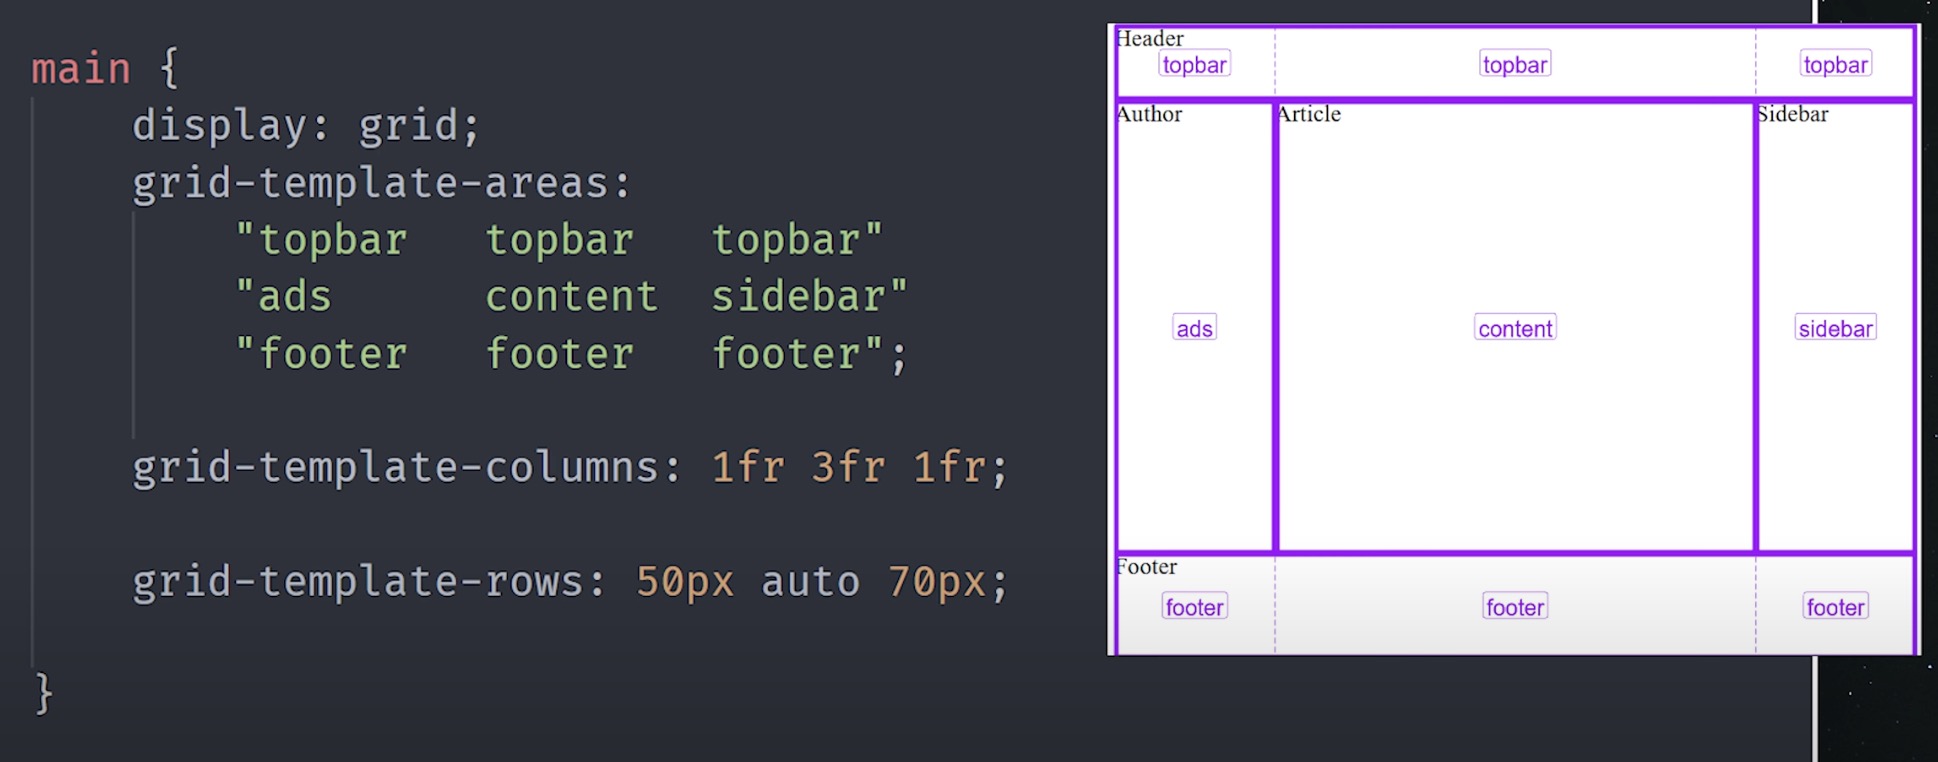 main {
display: grid;
grid-template-areas:
"topbar topbar topbar"
"ads content sidebar"
"footer footer footer";
grid-template-columns: 1fr 3fr 1fr;
grid-template-rows: 50px auto 70px;
}
Header
topbar topbar topbar
Author Article Sidebar
ads content sidebar
Footer
footer footer footer